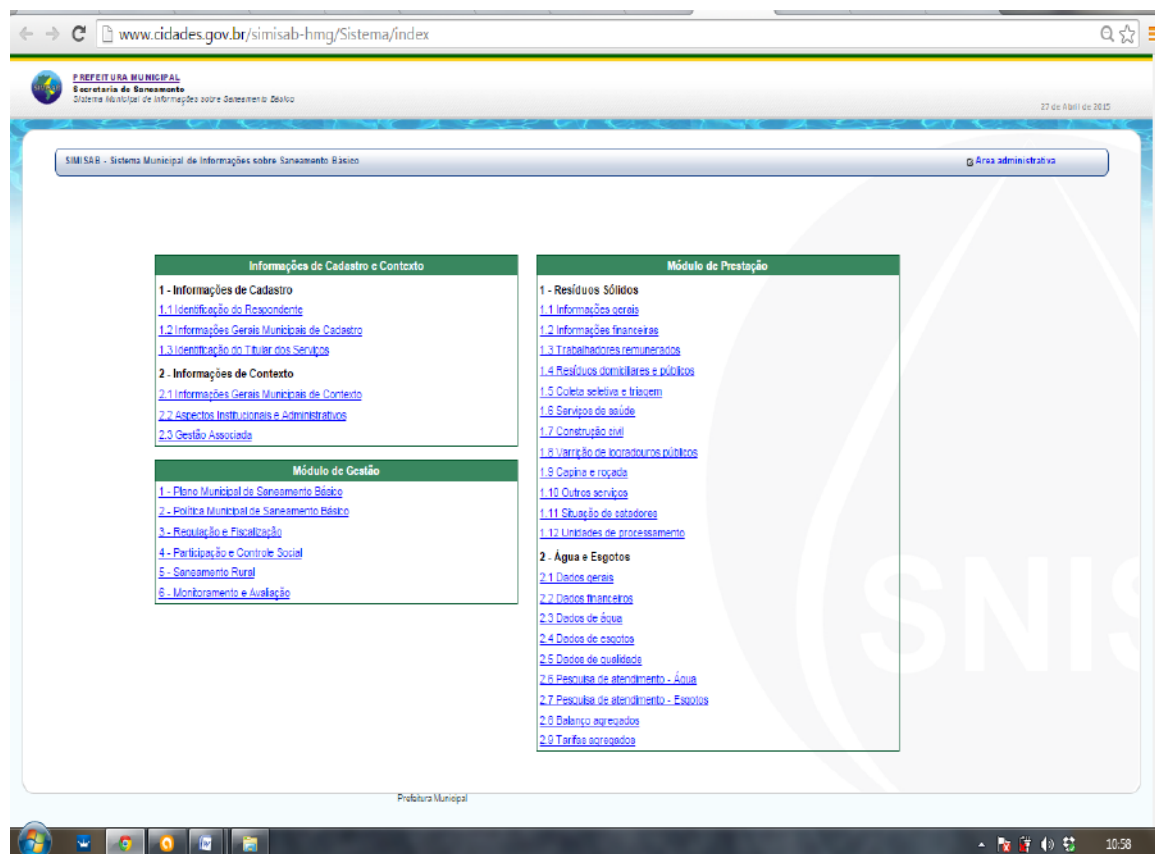 www.cidades.gov.br/simisab-hmg/Sistema/index
PREFEITURA MUNICIPAL
Secretaria de Saneamento
Sistema Municipal de Informações sobre Saneamento Básico
27 de Abril de 2015
SIMISAB - Sistema Municipal de Informações sobre Saneamento Básico
Área administrativa
Informações de Cadastro e Contexto
1 - Informações de Cadastro
1.1 Identificação do Respondente
1.2 Informações Gerais Municipais de Cadastro
1.3 Identificação do Titular dos Serviços
2 - Informações de Contexto
2.1 Informações Gerais Municipais de Contexto
2.2 Aspectos Institucionais e Administrativos
2.3 Gestão Associada
Módulo de Gestão
1 - Plano Municipal de Saneamento Básico
2 - Política Municipal de Saneamento Básico
3 - Regulação e Fiscalização
4 - Participação e Controle Social
5 - Saneamento Rural
6 - Monitoramento e Avaliação
Módulo de Prestação
1 - Resíduos Sólidos
1.1 Informações gerais
1.2 Informações financeiras
1.3 Trabalhadores remunerados
1.4 Resíduos domiciliares e públicos
1.5 Coleta seletiva e triagem
1.6 Serviços de saúde
1.7 Construção civil
1.8 Varrição de logradouros públicos
1.9 Capina e roçada
1.10 Outros serviços
1.11 Situação de catadores
1.12 Unidades de processamento
2 - Água e Esgotos
2.1 Dados gerais
2.2 Dados financeiros
2.3 Dados de água
2.4 Dados de esgotos
2.5 Dados de qualidade
2.6 Pesquisa de atendimento - Água
2.7 Pesquisa de atendimento - Esgotos
2.8 Balanço agregados
2.9 Tarifas agregados
SNIS
Prefeitura Municipal
10:58